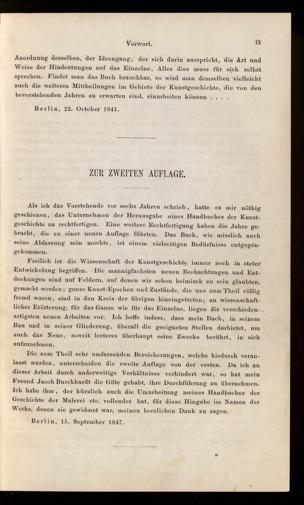 Vorwort. IX
Anordnung desselben, der Ideengang, der sich darin ausspricht, die Art und
Weise der Hindeutungen auf das Einzelne, Alles dies muss für sich selbst
sprechen. Findet man das Buch brauchbar, so wird man demselben vielleicht
auch die weiteren Mittheilungen im Gebiete der Kunstgeschichte, die von den
bevorstehenden Jahren zu erwarten sind, einarbeiten können . . . .
Berlin, 22. October 1841.
ZUR ZWEITEN AUFLAGE.
Als ich das Vorstehende vor sechs Jahren schrieb, hatte es mir nöthig
geschienen, das Unternehmen der Herausgabe eines Handbuches der Kunst-
geschichte zu rechtfertigen. Eine weitere Rechtfertigung haben die Jahre ge-
bracht, die zu einer neuen Auflage führten. Das Buch, wie misslich auch
seine Abfassung sein mochte, ist einem vielseitigen Bedürfnisse entgegen-
gekommen.
Freilich ist die Wissenschaft der Kunstgeschichte immer noch in steter
Entwickelung begriffen. Die mannigfachsten neuen Beobachtungen und Ent-
deckungen sind auf Feldern, auf denen wir schon heimisch zu sein glaubten,
gemacht worden; ganze Kunst-Epochen und Zustände, die uns zum Theil völlig
fremd waren, sind in den Kreis der übrigen hineingetreten; an wissenschaft-
licher Erörterung, für das Ganze wie für das Einzelne, liegen die verschieden-
artigsten neuen Arbeiten vor. Ich hoffe indess, dass mein Buch, in seinem
Bau und in seiner Gliederung, überall die geeigneten Stellen darbietet, um
auch das Neue, soweit letzteres überhaupt seine Zwecke berührt, in sich
aufzunehmen.
Die zum Theil sehr umfassenden Bereicherungen, welche hiedurch veran-
lasst wurden, unterscheiden die zweite Auflage von der ersten. Da ich an
dieser Arbeit durch anderweitige Verhältnisse verhindert war, so hat mein
Freund Jacob Burckhardt die Güte gehabt, ihre Durchführung zu übernehmen.
Ich habe ihm, der kürzlich auch die Umarbeitung meines Handbuches der
Geschichte der Malerei etc. vollendet hat, für diese Hingabe im Namen der
Werke, denen sie gewidmet war, meinen herzlichen Dank zu sagen.
Berlin, 15. September 1847.